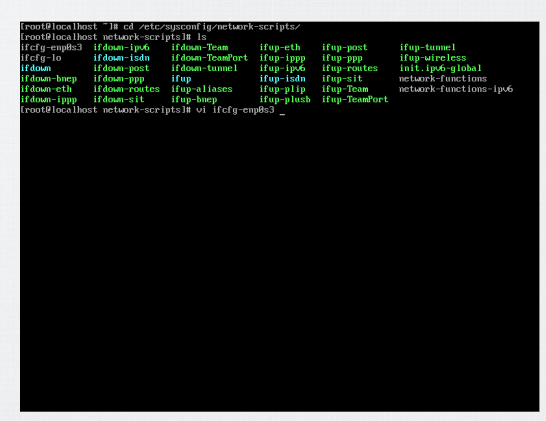 [root@localhost ~]# cd /etc/sysconfig/network-scripts/
[root@localhost network-scripts]# ls
ifcfg-enp0s3 ifdown-ipv6 ifdown-Team ifup-eth ifup-post ifup-tunnel
ifcfg-lo ifdown-isdn ifdown-TeamPort ifup-ippp ifup-ppp ifup-wireless
ifdown ifdown-post ifdown-tunnel ifup-ipv6 ifup-routes init.ipv6-global
ifdown-bnep ifdown-ppp ifup ifup-isdn ifup-sit network-functions
ifdown-eth ifdown-routes ifup-aliases ifup-plip ifup-Team network-functions-ipv6
ifdown-ippp ifdown-sit ifup-bnep ifup-plusb ifup-TeamPort
[root@localhost network-scripts]# vi ifcfg-enp0s3 _